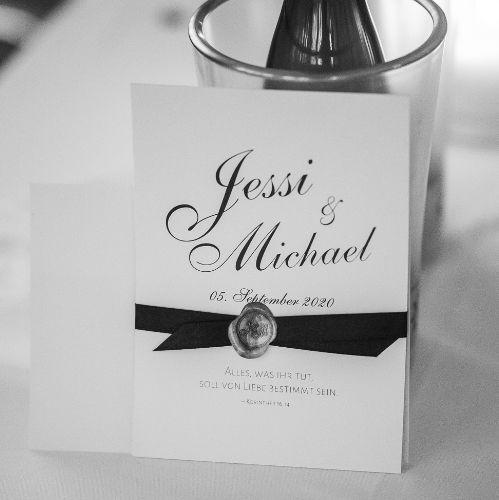 Jessi
&
Michael
05. September 2020
ALLES, WAS IHR TUT,
SOLL VON LIEBE BESTIMMT SEIN.